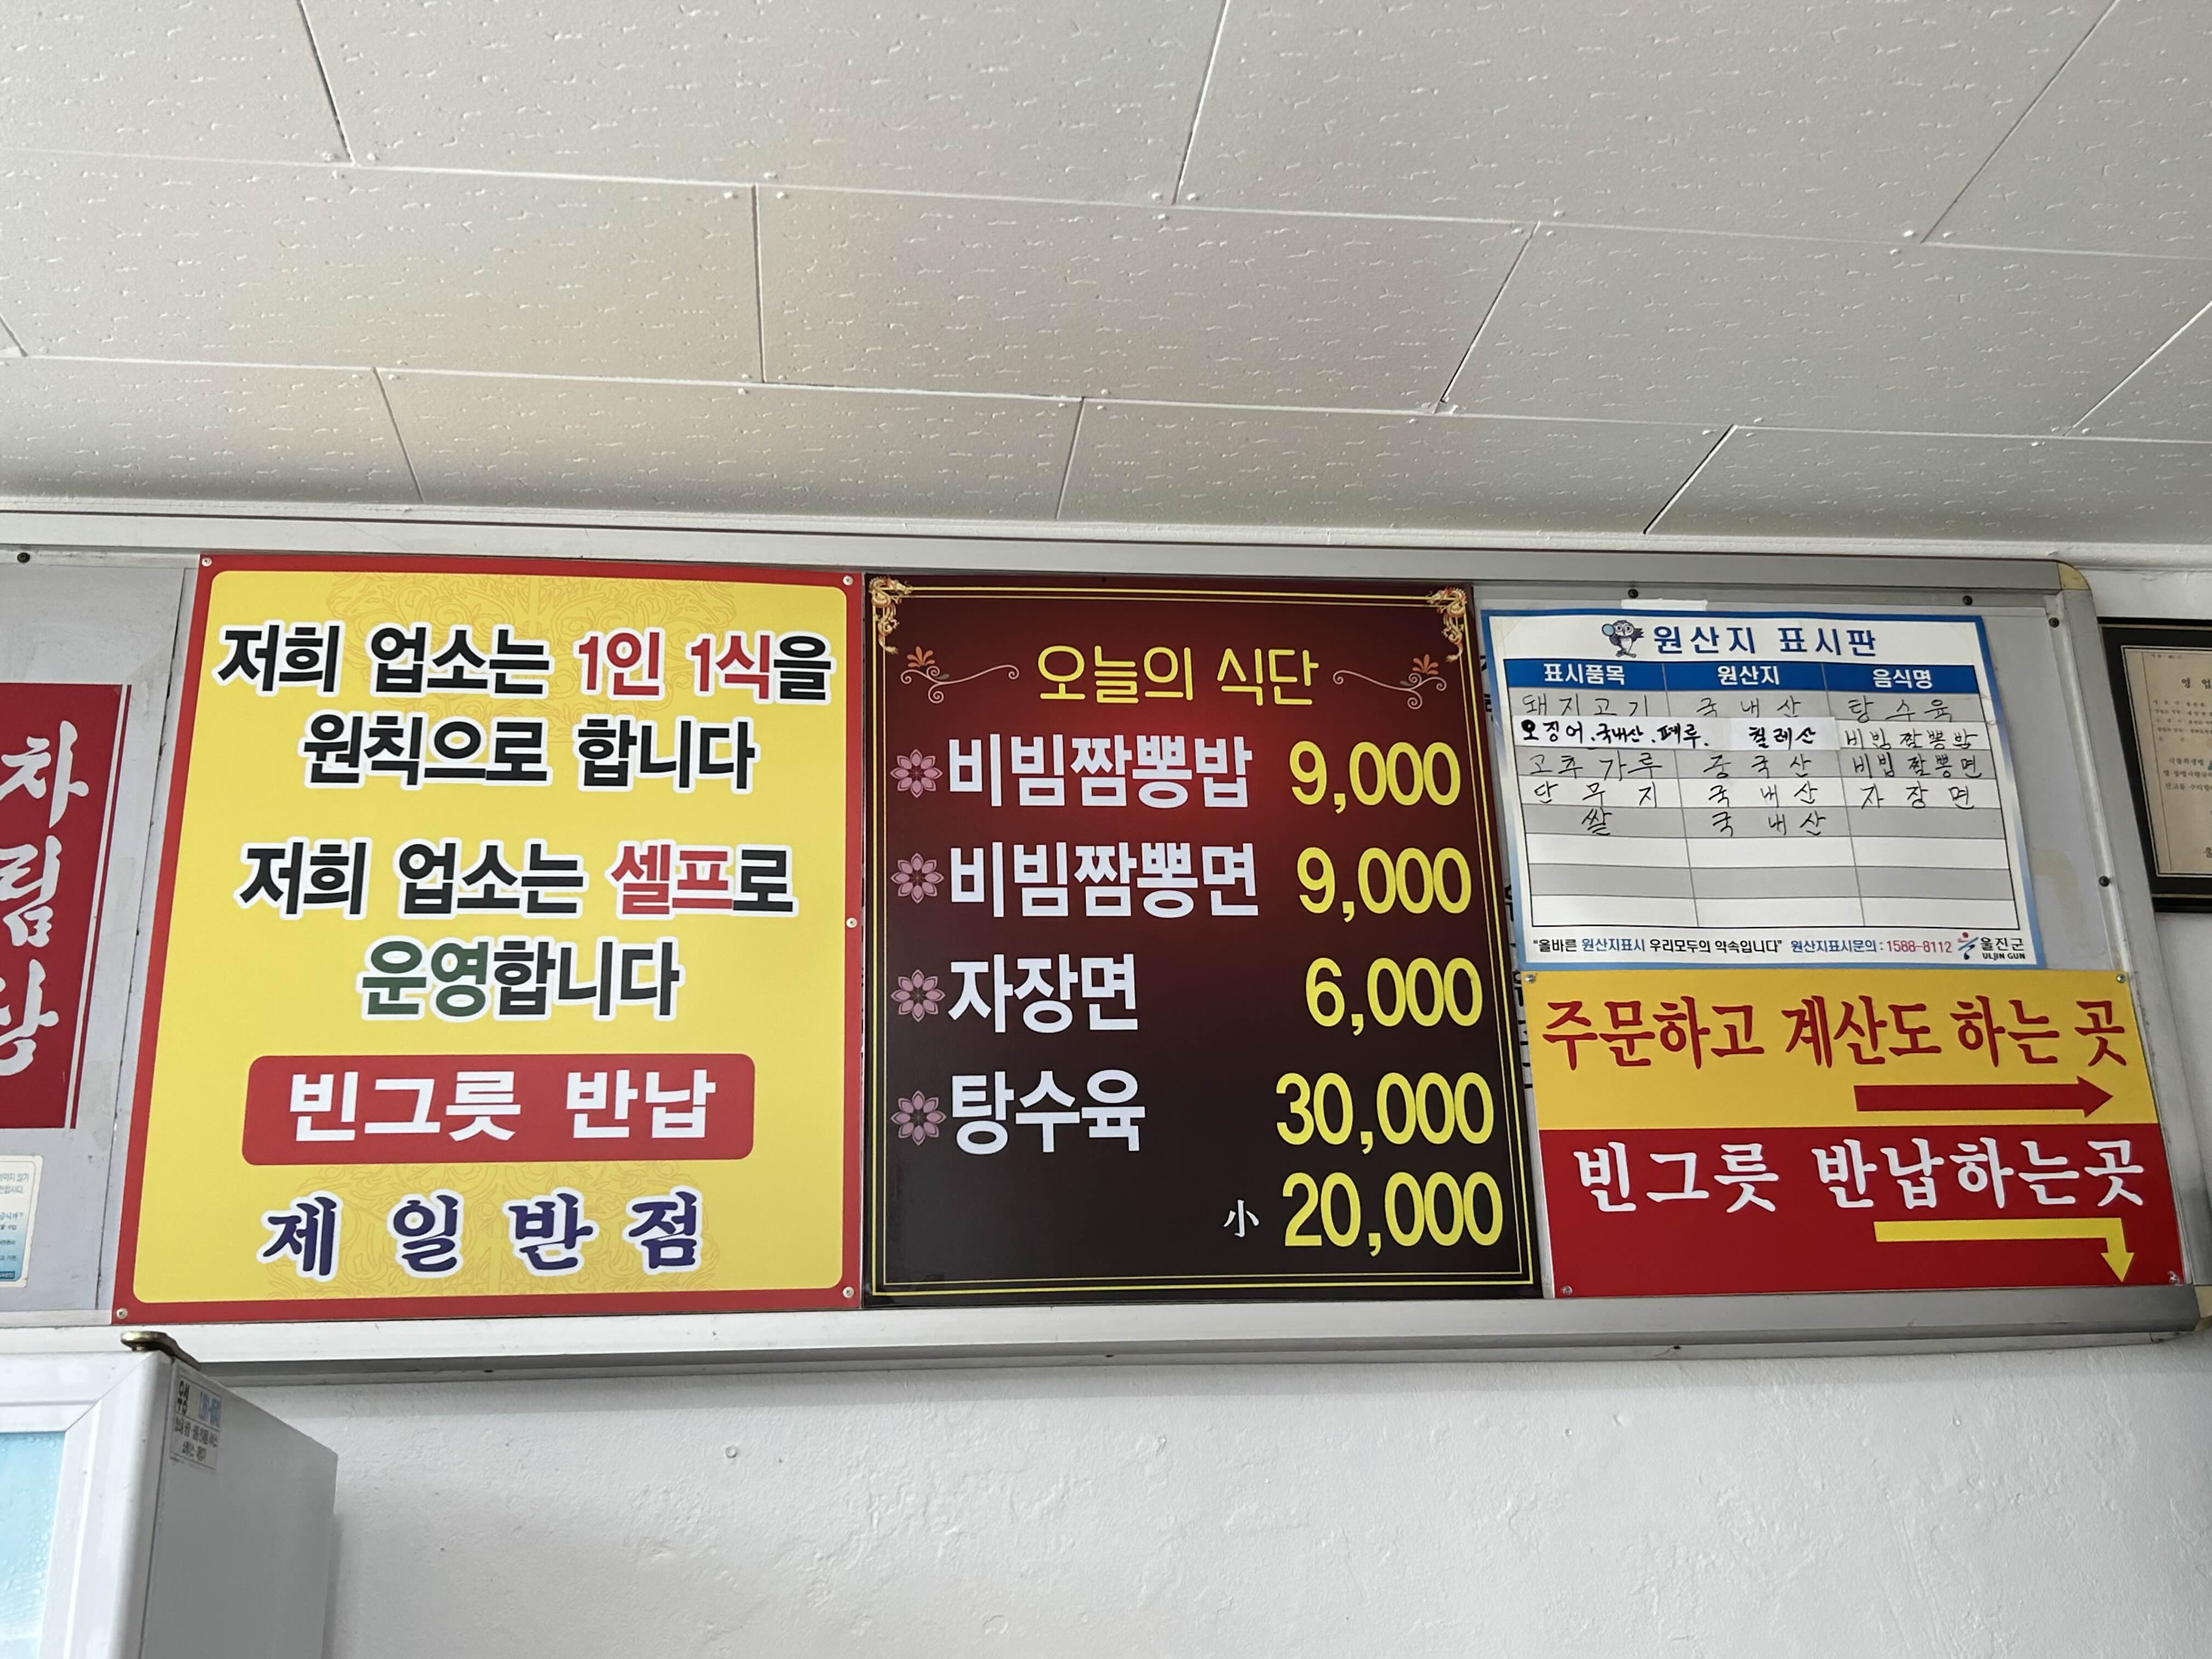 차림상
저희 업소는 1인 1식을
원칙으로 합니다
저희 업소는 셀프로
운영합니다
빈그릇 반납
제일반점
오늘의 식단
비빔짬뽕밥 9,000
비빔짬뽕면 9,000
자장면 6,000
탕수육 30,000
小 20,000
원산지 표시판
표시품목 원산지 음식명
돼지고기 국내산 탕수육
오징어.국내산.페루. 칠레산 비빔짬뽕밥
고추가루 중국산 비빔짬뽕면
단무지 국내산 자장면
쌀 국내산
"올바른 원산지표시 우리모두의 약속입니다" 원산지표시문의 : 1588-8112 울진군
ULJIN GUN
주문하고 계산도 하는 곳
빈그릇 반납하는곳